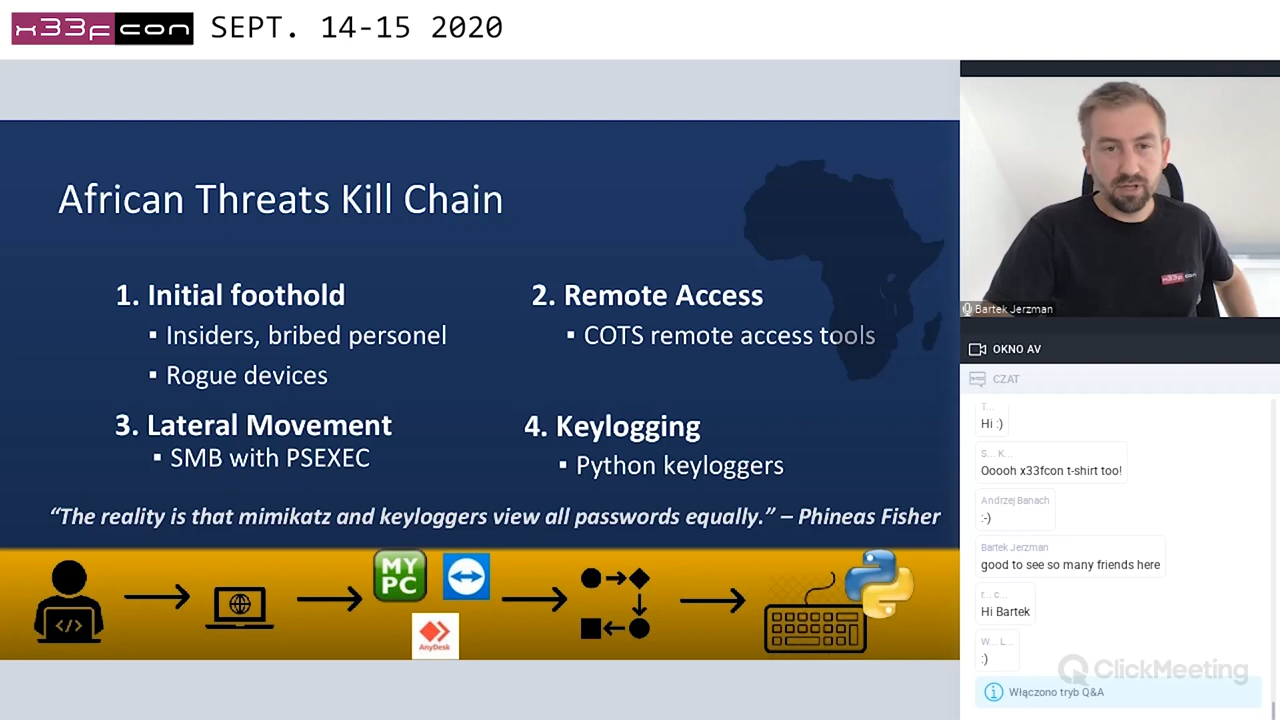 x33fcon SEPT. 14-15 2020
African Threats Kill Chain
1. Initial foothold
▪ Insiders, bribed personel
▪ Rogue devices
2. Remote Access
▪ COTS remote access tools
3. Lateral Movement
▪ SMB with PSEXEC
4. Keylogging
▪ Python keyloggers
“The reality is that mimikatz and keyloggers view all passwords equally.” – Phineas Fisher
</>
MY
PC
AnyDesk
x33fcon
Bartek Jerzman
OKNO AV
CZAT
T...
Hi :)
S... K...
Ooooh x33fcon t-shirt too!
Andrzej Banach
:-)
Bartek Jerzman
good to see so many friends here
r... c...
Hi Bartek
W... L...
:)
ClickMeeting
Włączono tryb Q&A